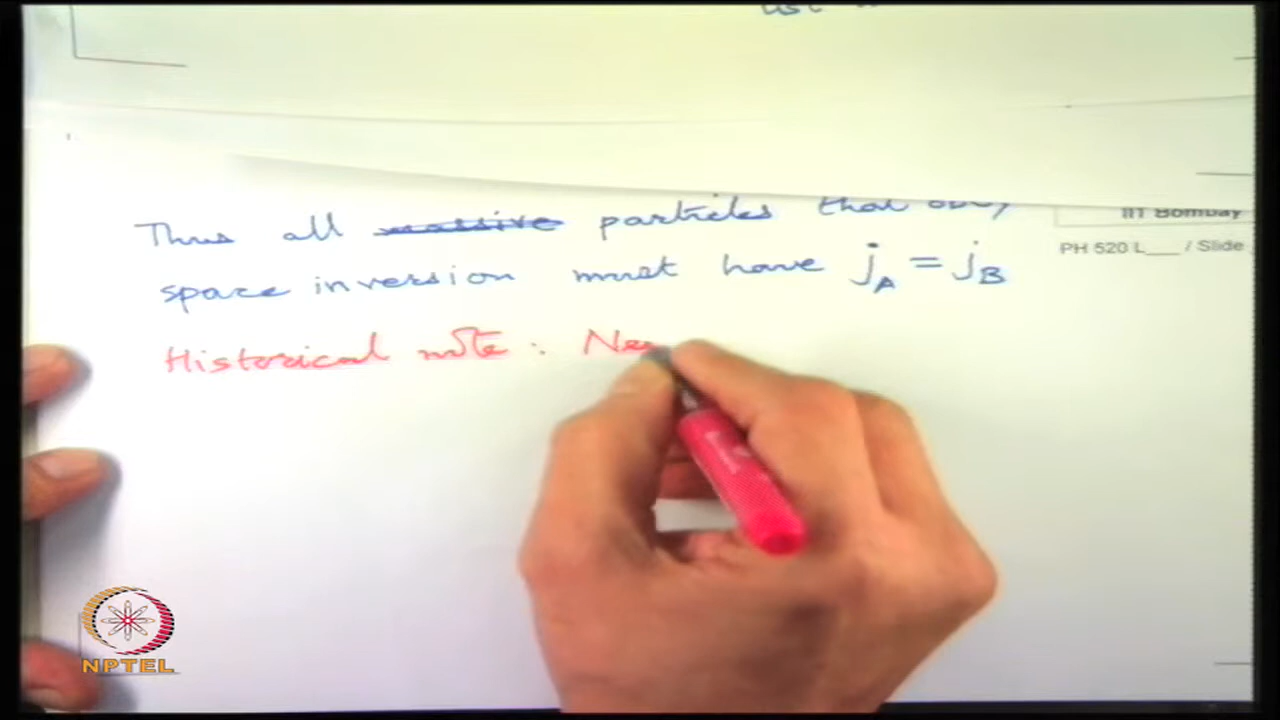 IIT Bombay
PH 520 L___ / Slide
Thus all massive particles that
space inversion must have j_A = j_B
Historical note :
NPTEL